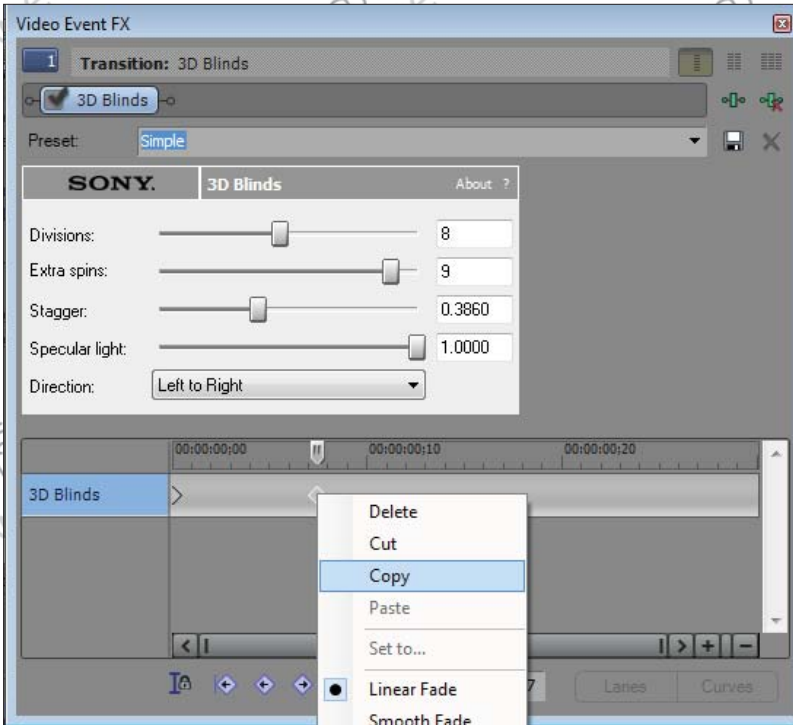 Video Event FX
1 Transition: 3D Blinds
3D Blinds
Preset: Simple
SONY. 3D Blinds About ?
Divisions: 8
Extra spins: 9
Stagger: 0.3860
Specular light: 1.0000
Direction: Left to Right
00:00:00;00 00:00:00;10 00:00:00;20
3D Blinds
Delete
Cut
Copy
Paste
Set to...
Linear Fade 7 Lanes Curves
Smooth Fade